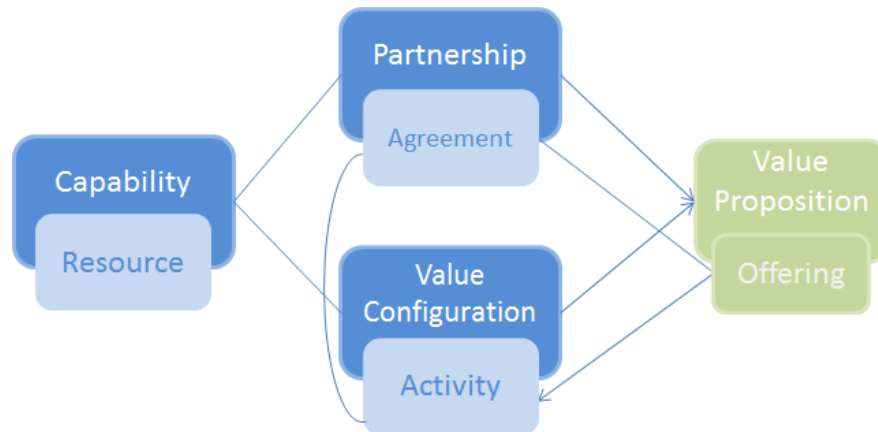 Partnership
Agreement
Capability
Resource
Value
Configuration
Activity
Value
Proposition
Offering